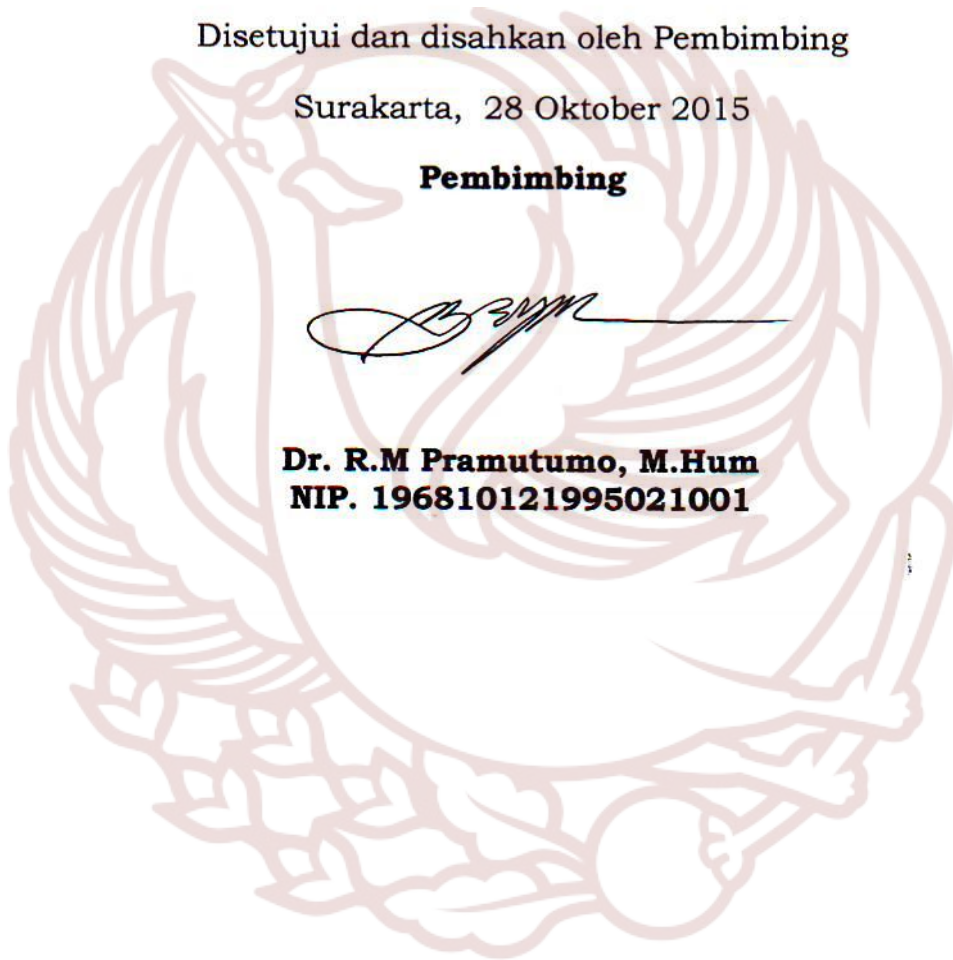 Disetujui dan disahkan oleh Pembimbing
Surakarta, 28 Oktober 2015
Pembimbing
Dr. R.M Pramutumo, M.Hum
NIP. 196810121995021001